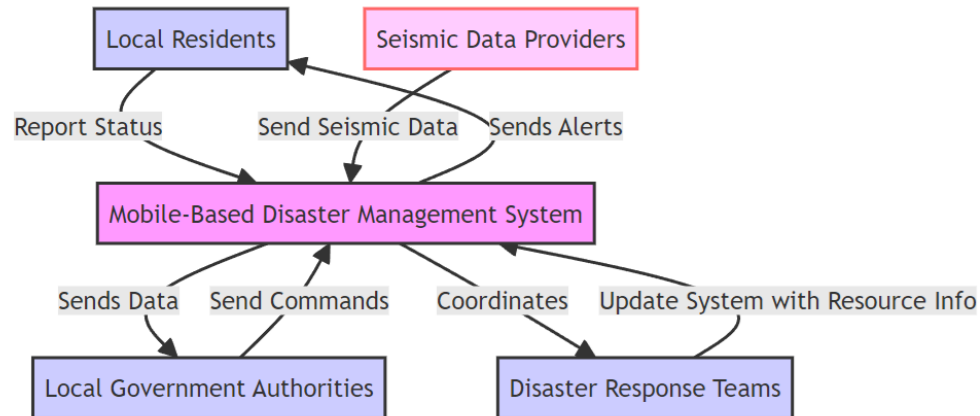 Local Residents
Seismic Data Providers
Report Status
Send Seismic Data
Sends Alerts
Mobile-Based Disaster Management System
Sends Data
Send Commands
Coordinates
Update System with Resource Info
Local Government Authorities
Disaster Response Teams